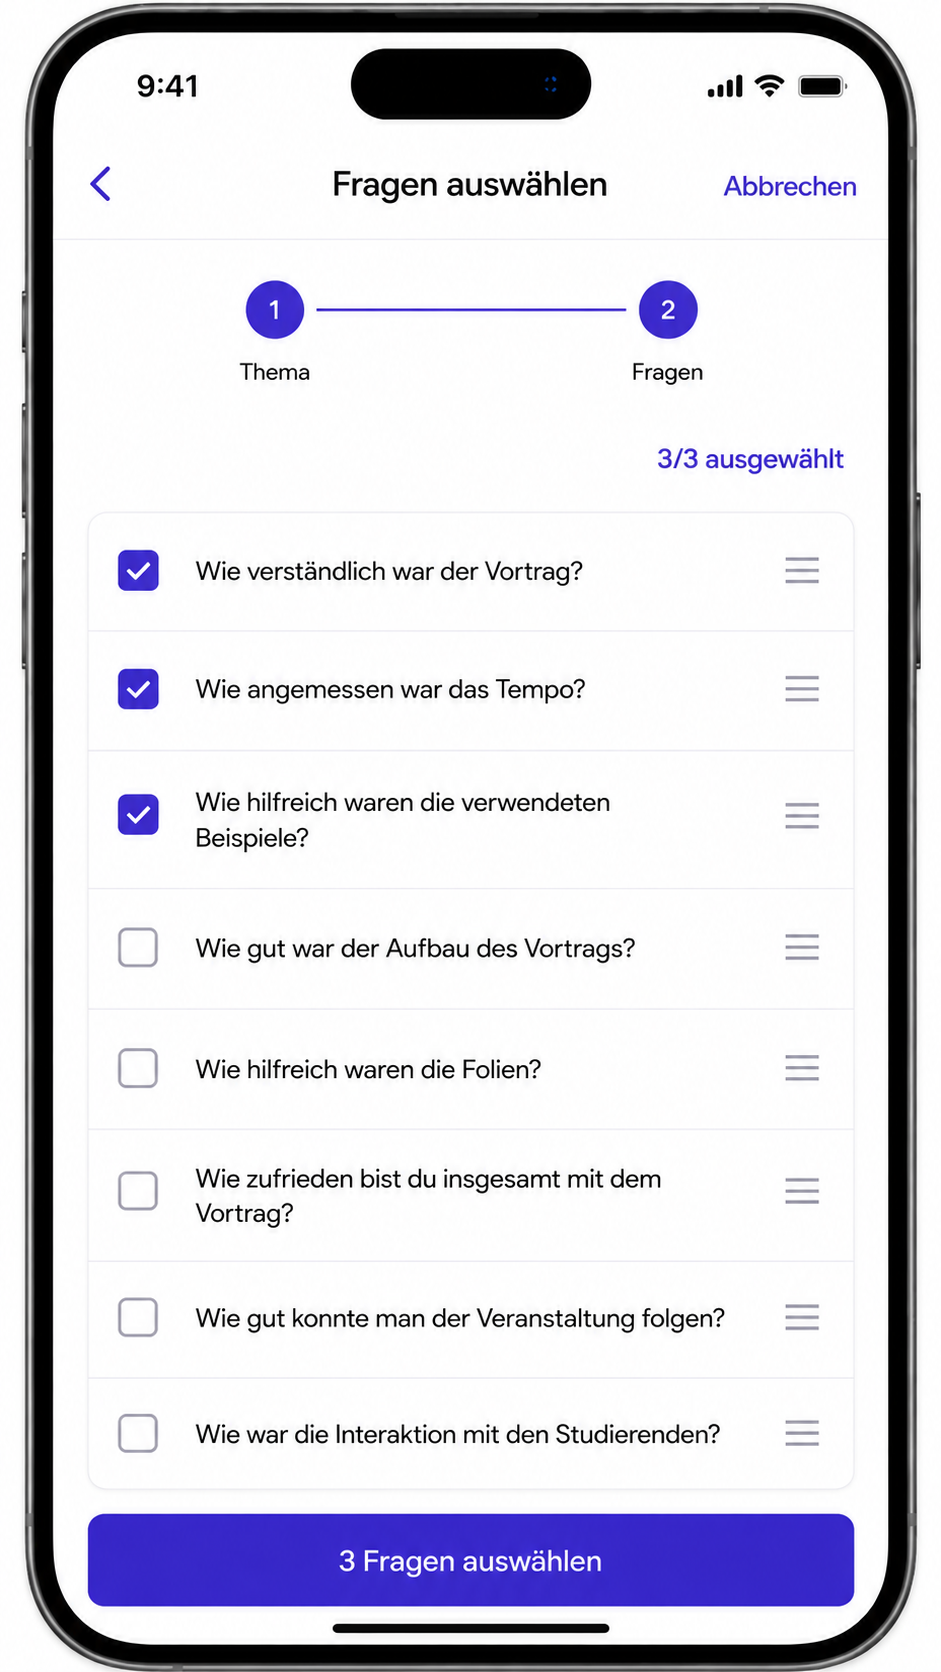 9:41
Fragen auswählen
Abbrechen
1
2
Thema
Fragen
3/3 ausgewählt
Wie verständlich war der Vortrag?
Wie angemessen war das Tempo?
Wie hilfreich waren die verwendeten
Beispiele?
Wie gut war der Aufbau des Vortrags?
Wie hilfreich waren die Folien?
Wie zufrieden bist du insgesamt mit dem
Vortrag?
Wie gut konnte man der Veranstaltung folgen?
Wie war die Interaktion mit den Studierenden?
3 Fragen auswählen